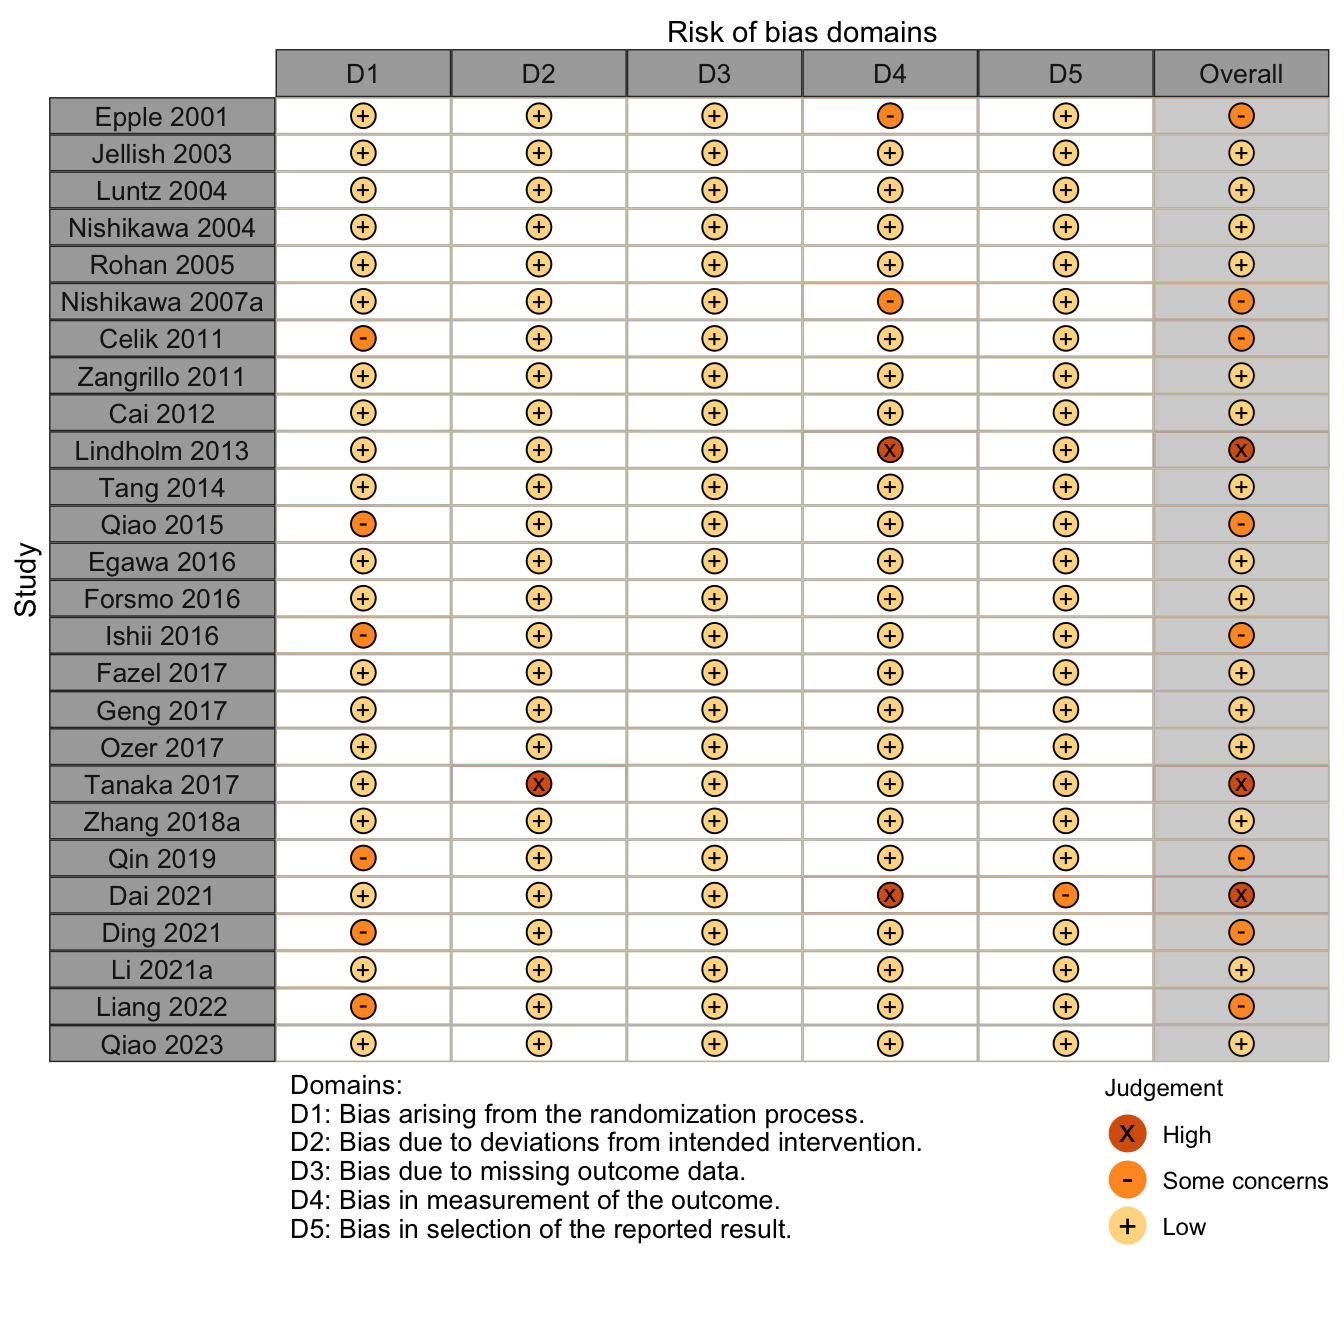 Risk of bias domains
D1 D2 D3 D4 D5 Overall
Study
Epple 2001 + + + - + -
Jellish 2003 + + + + + +
Luntz 2004 + + + + + +
Nishikawa 2004 + + + + + +
Rohan 2005 + + + + + +
Nishikawa 2007a + + + - + -
Celik 2011 - + + + + -
Zangrillo 2011 + + + + + +
Cai 2012 + + + + + +
Lindholm 2013 + + + X + X
Tang 2014 + + + + + +
Qiao 2015 - + + + + -
Egawa 2016 + + + + + +
Forsmo 2016 + + + + + +
Ishii 2016 - + + + + -
Fazel 2017 + + + + + +
Geng 2017 + + + + + +
Ozer 2017 + + + + + +
Tanaka 2017 + X + + + X
Zhang 2018a + + + + + +
Qin 2019 - + + + + -
Dai 2021 + + + X - X
Ding 2021 - + + + + -
Li 2021a + + + + + +
Liang 2022 - + + + + -
Qiao 2023 + + + + + +
Domains:
D1: Bias arising from the randomization process.
D2: Bias due to deviations from intended intervention.
D3: Bias due to missing outcome data.
D4: Bias in measurement of the outcome.
D5: Bias in selection of the reported result.
Judgement
X High
- Some concerns
+ Low